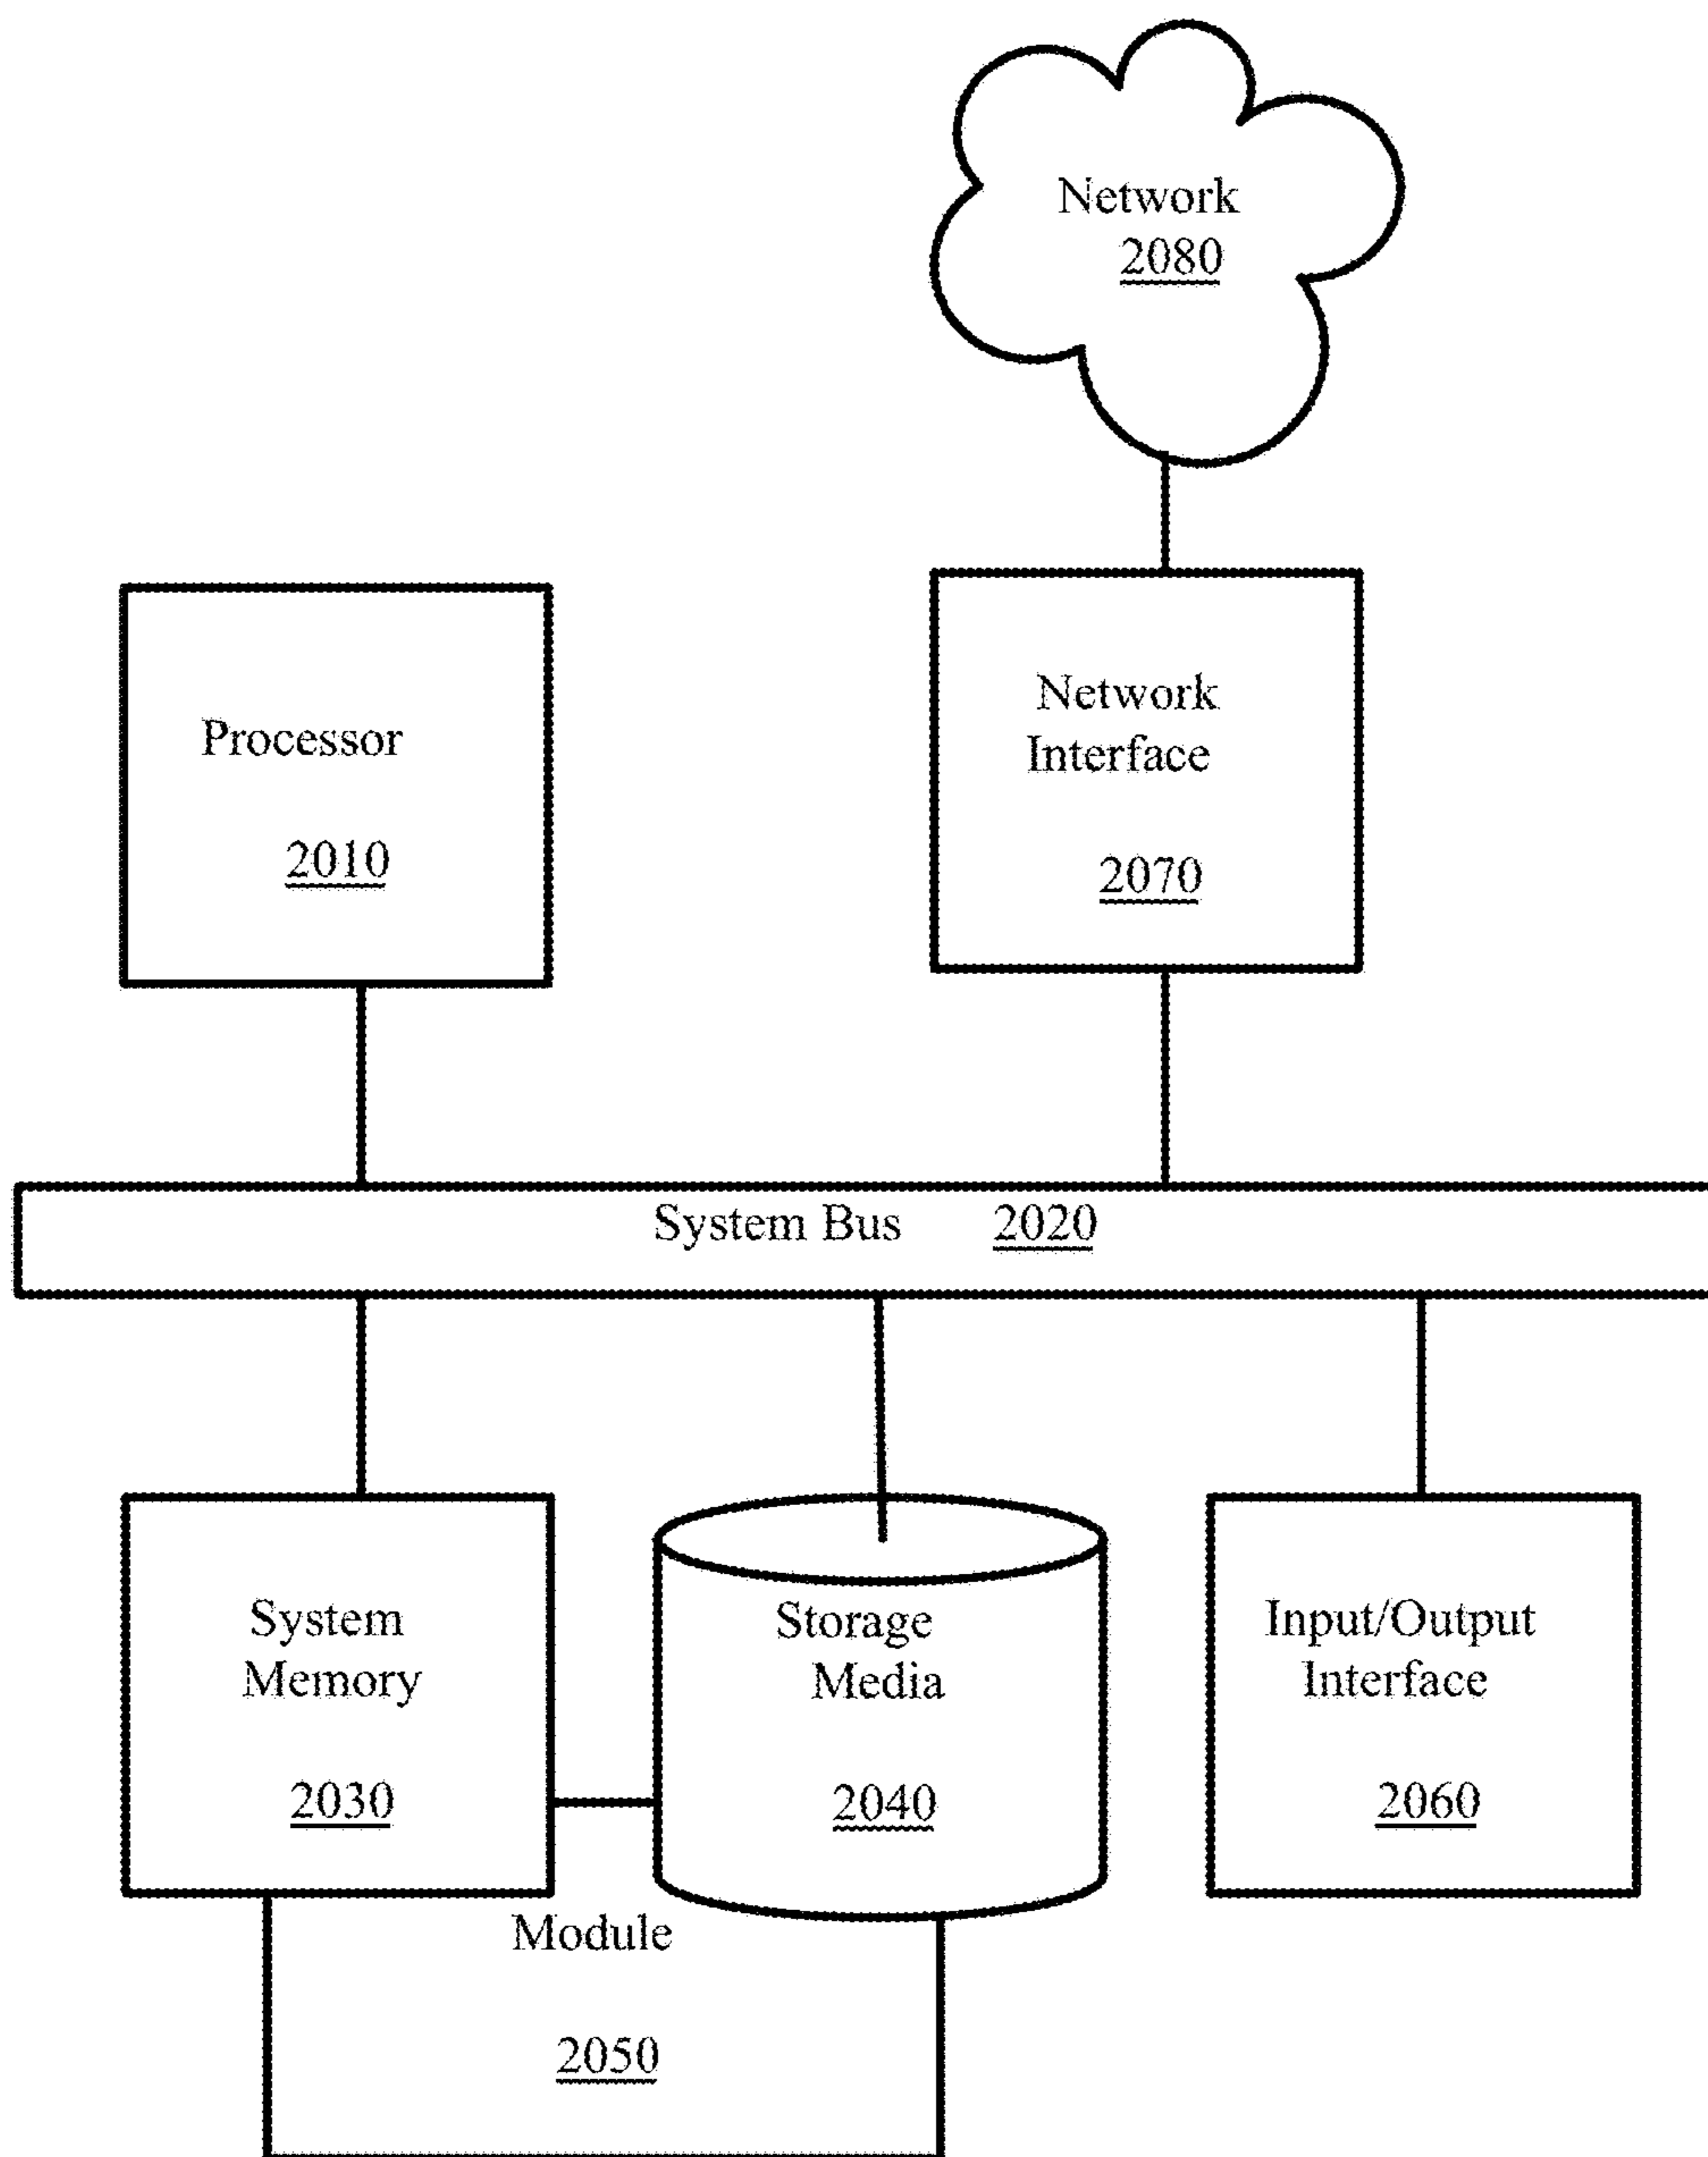 Network
2080
Processor
2010
Network
Interface
2070
System Bus 2020
System
Memory
2030
Storage
Media
2040
Input/Output
Interface
2060
Module
2050